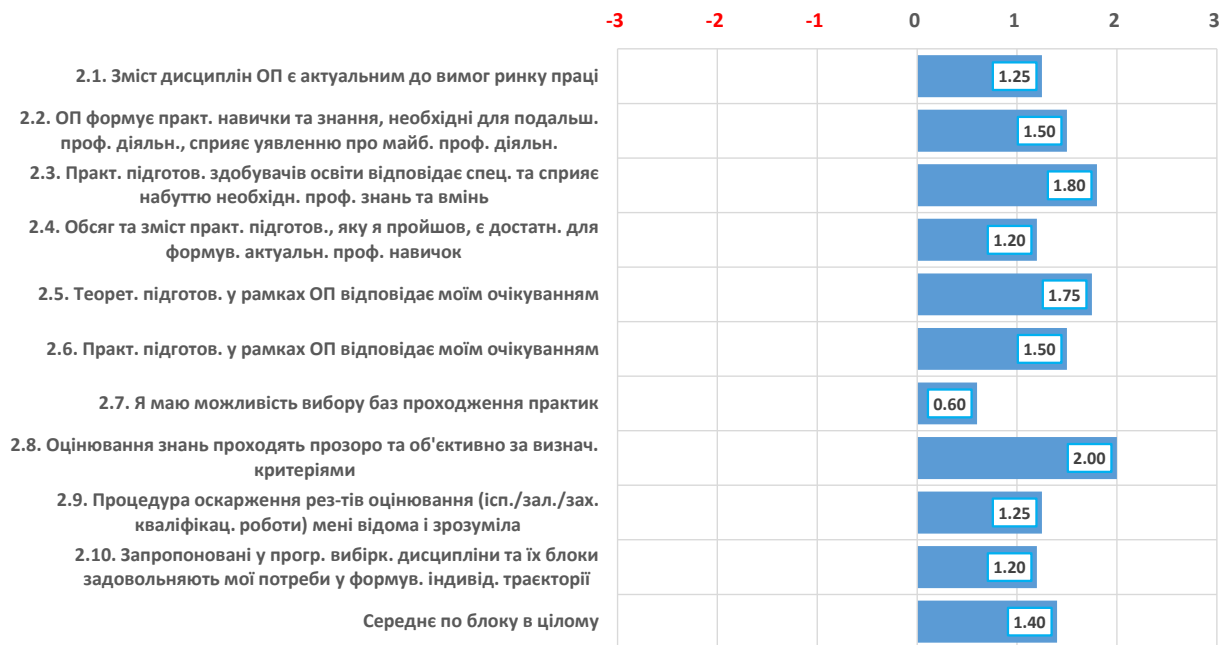 -3 -2 -1 0 1 2 3
2.1. Зміст дисциплін ОП є актуальним до вимог ринку праці
1.25
2.2. ОП формує практ. навички та знання, необхідні для подальш.
проф. діяльн., сприяє уявленню про майб. проф. діяльн.
1.50
2.3. Практ. підготов. здобувачів освіти відповідає спец. та сприяє
набуттю необхідн. проф. знань та вмінь
1.80
2.4. Обсяг та зміст практ. підготов., яку я пройшов, є достатн. для
формув. актуальн. проф. навичок
1.20
2.5. Теорет. підготов. у рамках ОП відповідає моїм очікуванням
1.75
2.6. Практ. підготов. у рамках ОП відповідає моїм очікуванням
1.50
2.7. Я маю можливість вибору баз проходження практик
0.60
2.8. Оцінювання знань проходять прозоро та об'єктивно за визнач.
критеріями
2.00
2.9. Процедура оскарження рез-тів оцінювання (ісп./зал./зах.
кваліфікац. роботи) мені відома і зрозуміла
1.25
2.10. Запропоновані у прогр. вибірк. дисципліни та їх блоки
задовольняють мої потреби у формув. індивід. траєкторії
1.20
Середнє по блоку в цілому
1.40